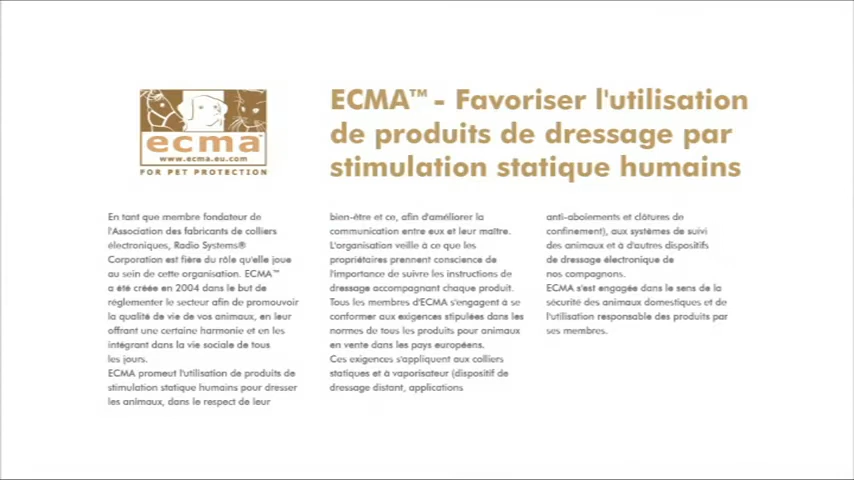 ecma
www.ecma.eu.com
FOR PET PROTECTION
ECMA™ - Favoriser l'utilisation
de produits de dressage par
stimulation statique humains
En tant que membre fondateur de
l'Association des fabricants de colliers
électroniques, Radio Systems®
Corporation est fière du rôle qu'elle joue
au sein de cette organisation. ECMA™
a été créée en 2004 dans le but de
réglementer le secteur afin de promouvoir
la qualité de vie de vos animaux, en leur
offrant une certaine harmonie et en les
intégrant dans la vie sociale de tous
les jours.
ECMA promeut l'utilisation de produits de
stimulation statique humains pour dresser
les animaux, dans le respect de leur
bien-être et ce, afin d'améliorer la
communication entre eux et leur maître.
L'organisation veille à ce que les
propriétaires prennent conscience de
l'importance de suivre les instructions de
dressage accompagnant chaque produit.
Tous les membres d'ECMA s'engagent à se
conformer aux exigences stipulées dans les
normes de tous les produits pour animaux
en vente dans les pays européens.
Ces exigences s'appliquent aux colliers
statiques et à vaporisateur (dispositif de
dressage distant, applications
anti-aboiements et clôtures de
confinement), aux systèmes de suivi
des animaux et à d'autres dispositifs
de dressage électronique de
nos compagnons.
ECMA s'est engagée dans le sens de la
sécurité des animaux domestiques et de
l'utilisation responsable des produits par
ses membres.